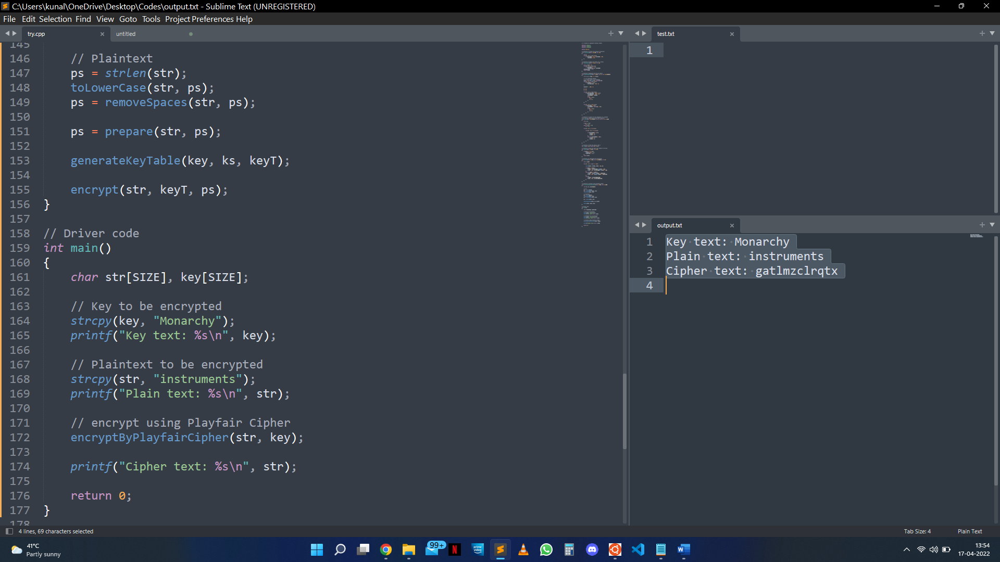 C:\Users\kunal\OneDrive\Desktop\Codes\output.txt - Sublime Text (UNREGISTERED)
File Edit Selection Find View Goto Tools Project Preferences Help
try.cpp
untitled
145
146 // Plaintext
147 ps = strlen(str);
148 toLowerCase(str, ps);
149 ps = removeSpaces(str, ps);
150
151 ps = prepare(str, ps);
152
153 generateKeyTable(key, ks, keyT);
154
155 encrypt(str, keyT, ps);
156 }
157
158 // Driver code
159 int main()
160 {
161 char str[SIZE], key[SIZE];
162
163 // Key to be encrypted
164 strcpy(key, "Monarchy");
165 printf("Key text: %s\n", key);
166
167 // Plaintext to be encrypted
168 strcpy(str, "instruments");
169 printf("Plain text: %s\n", str);
170
171 // encrypt using Playfair Cipher
172 encryptByPlayfairCipher(str, key);
173
174 printf("Cipher text: %s\n", str);
175
176 return 0;
177 }
178
test.txt
1
output.txt
1 Key text: Monarchy
2 Plain text: instruments
3 Cipher text: gatlmzclrqtx
4
4 lines, 69 characters selected
Tab Size: 4
Plain Text
41°C
Partly sunny
99+
N
prime video
W
13:54
17-04-2022